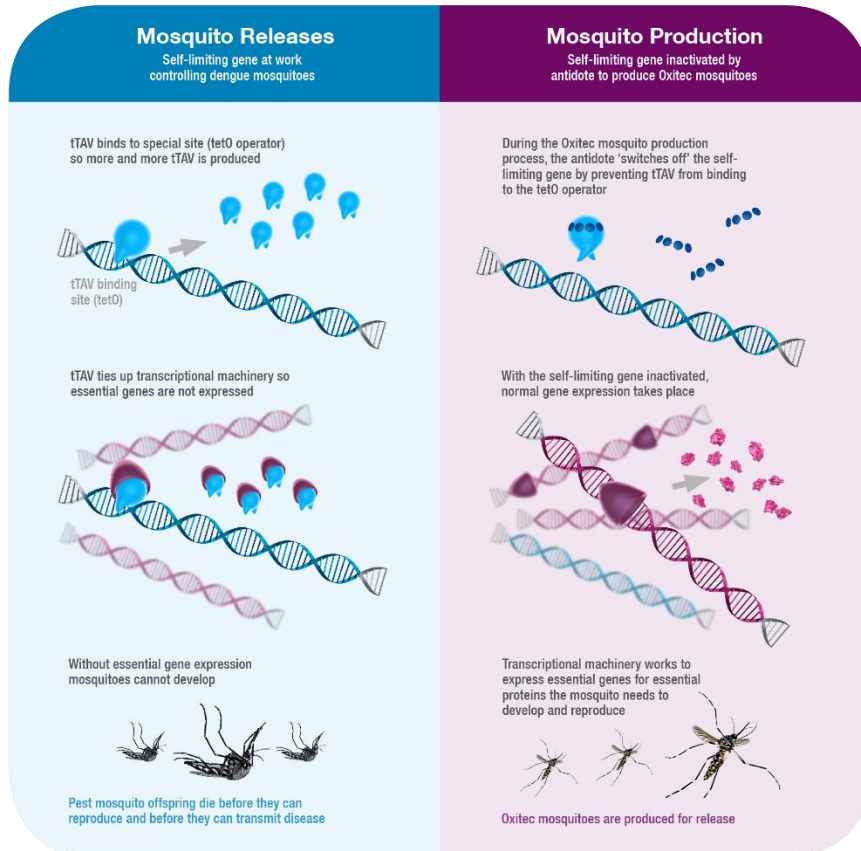 Mosquito Releases
Self-limiting gene at work
controlling dengue mosquitoes
tTAV binds to special site (tetO operator)
so more and more tTAV is produced
tTAV binding
site (tetO)
tTAV ties up transcriptional machinery so
essential genes are not expressed
Without essential gene expression
mosquitoes cannot develop
Pest mosquito offspring die before they can
reproduce and before they can transmit disease
Mosquito Production
Self-limiting gene inactivated by
antidote to produce Oxitec mosquitoes
During the Oxitec mosquito production
process, the antidote ‘switches off’ the self-
limiting gene by preventing tTAV from binding
to the tetO operator
With the self-limiting gene inactivated,
normal gene expression takes place
Transcriptional machinery works to
express essential genes for essential
proteins the mosquito needs to
develop and reproduce
Oxitec mosquitoes are produced for release